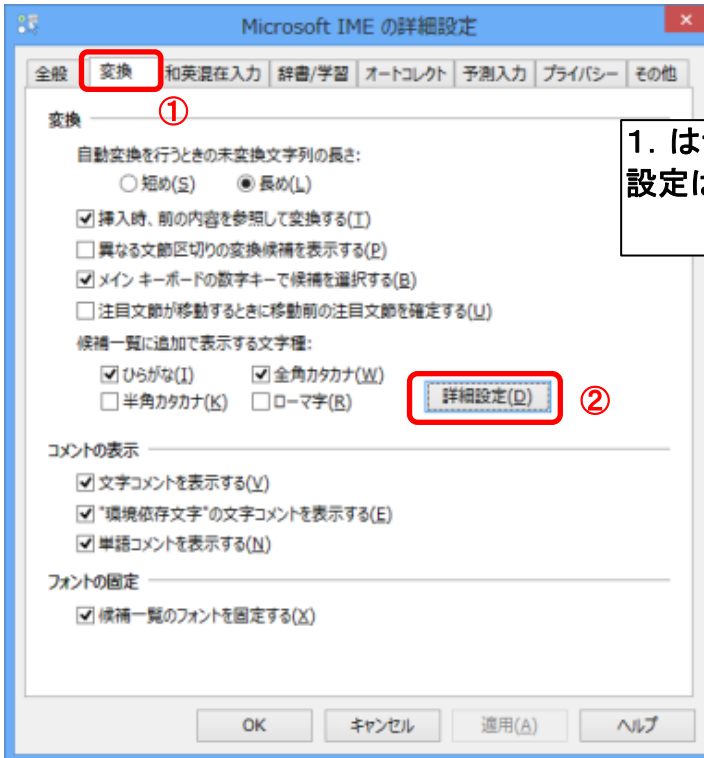 Microsoft IME の詳細設定
全般 変換 和英混在入力 辞書/学習 オートコレクト 予測入力 プライバシー その他
①
変換
自動変換を行うときの未変換文字列の長さ:
短め(S) 長め(L)
挿入時、前の内容を参照して変換する(T)
異なる文節区切りの変換候補を表示する(P)
メイン キーボードの数字キーで候補を選択する(B)
注目文節が移動するときに移動前の注目文節を確定する(U)
候補一覧に追加で表示する文字種:
ひらがな(I) 全角カタカナ(W)
半角カタカナ(K) ローマ字(R)
詳細設定(D) ②
コメントの表示
文字コメントを表示する(V)
"環境依存文字"の文字コメントを表示する(E)
単語コメントを表示する(N)
フォントの固定
候補一覧のフォントを固定する(X)
OK キャンセル 適用(A) ヘルプ
1. は
設定は